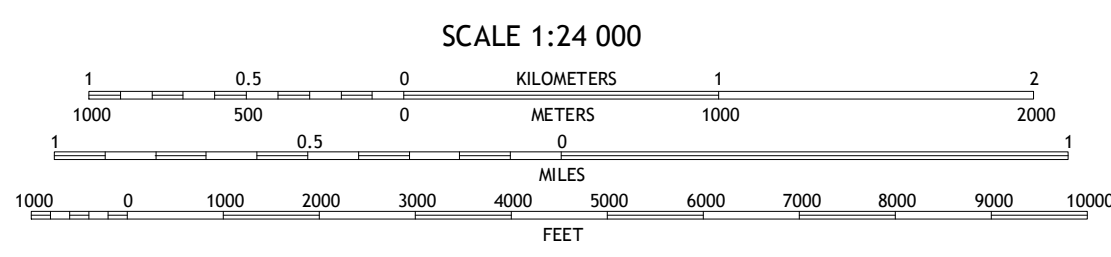 SCALE 1:24 000
1 0.5 0 KILOMETERS 1 2
1000 500 0 METERS 1000 2000
1 0.5 0 1
MILES
1000 0 1000 2000 3000 4000 5000 6000 7000 8000 9000 10000
FEET